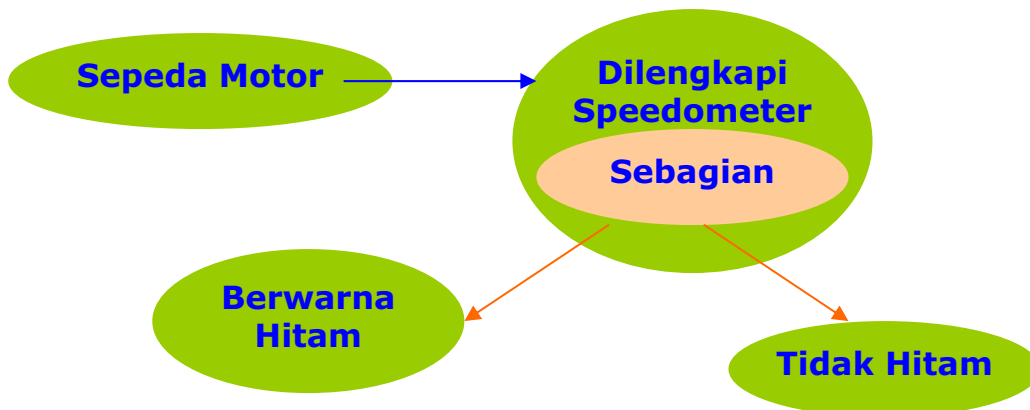 Sepeda Motor
Dilengkapi
Speedometer
Sebagian
Berwarna
Hitam
Tidak Hitam